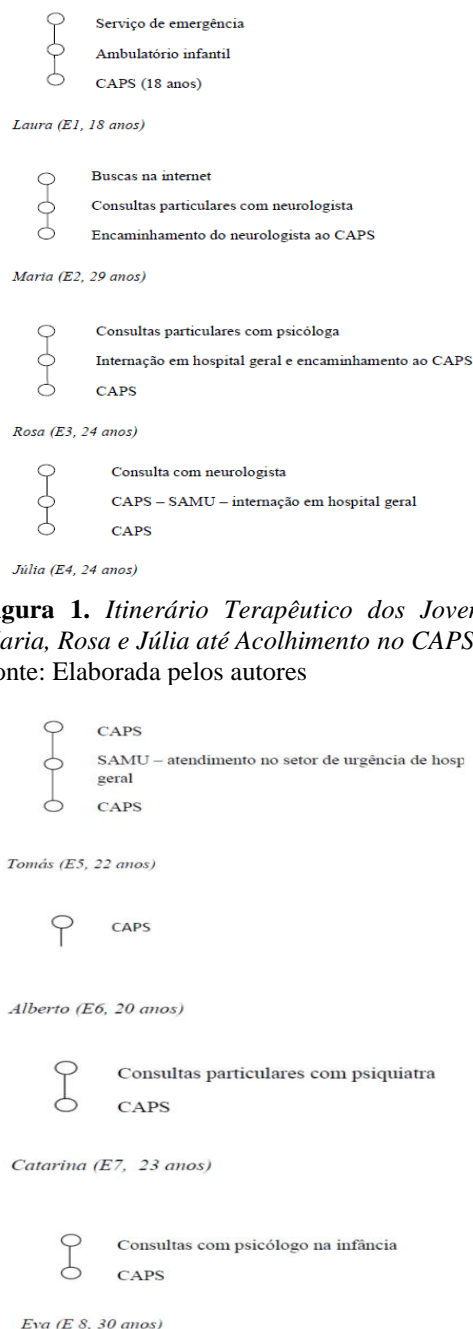 Serviço de emergência
Ambulatório infantil
CAPS (18 anos)
Laura (E1, 18 anos)
Buscas na internet
Consultas particulares com neurologista
Encaminhamento do neurologista ao CAPS
Maria (E2, 29 anos)
Consultas particulares com psicóloga
Internação em hospital geral e encaminhamento ao CAPS
CAPS
Rosa (E3, 24 anos)
Consulta com neurologista
CAPS – SAMU – internação em hospital geral
CAPS
Júlia (E4, 24 anos)
igura 1. Itinerário Terapêutico dos Jover
Maria, Rosa e Júlia até Acolhimento no CAPS
onte: Elaborada pelos autores
CAPS
SAMU – atendimento no setor de urgência de hosp
geral
CAPS
Tomás (E5, 22 anos)
CAPS
Alberto (E6, 20 anos)
Consultas particulares com psiquiatra
CAPS
Catarina (E7, 23 anos)
Consultas com psicólogo na infância
CAPS
Eva (E 8, 30 anos)